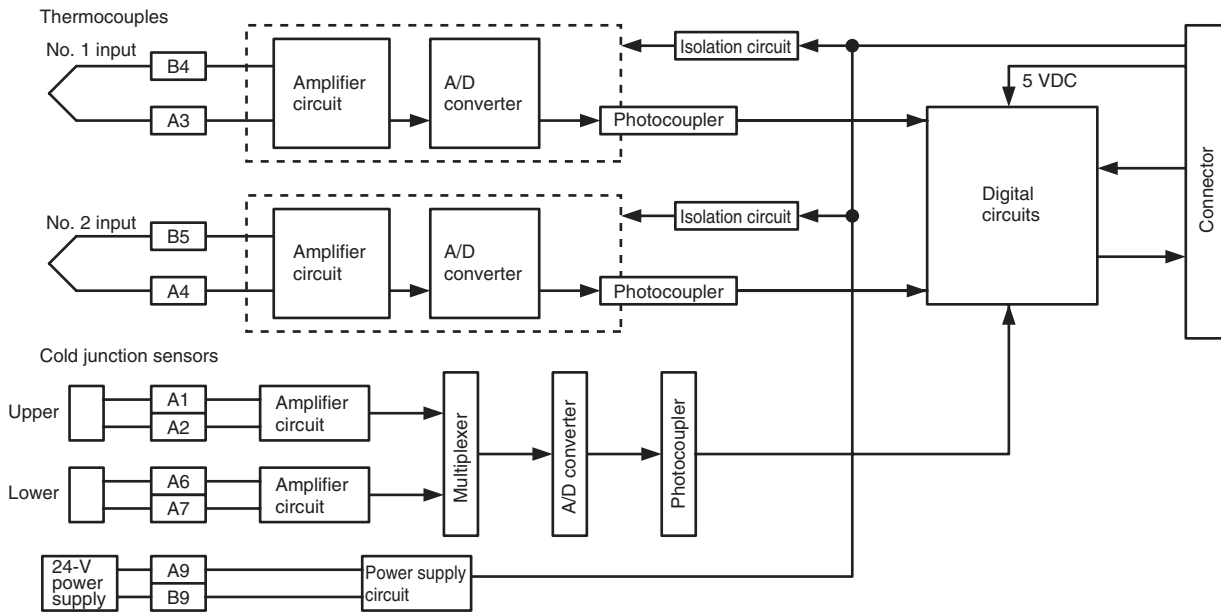 Thermocouples
No. 1 input
B4
A3
Amplifier
circuit
A/D
converter
Isolation circuit
Photocoupler
5 VDC
No. 2 input
B5
A4
Amplifier
circuit
A/D
converter
Isolation circuit
Photocoupler
Digital
circuits
Connector
Cold junction sensors
Upper
A1
A2
Amplifier
circuit
Lower
A6
A7
Amplifier
circuit
Multiplexer
A/D converter
Photocoupler
24-V
power
supply
A9
B9
Power supply
circuit